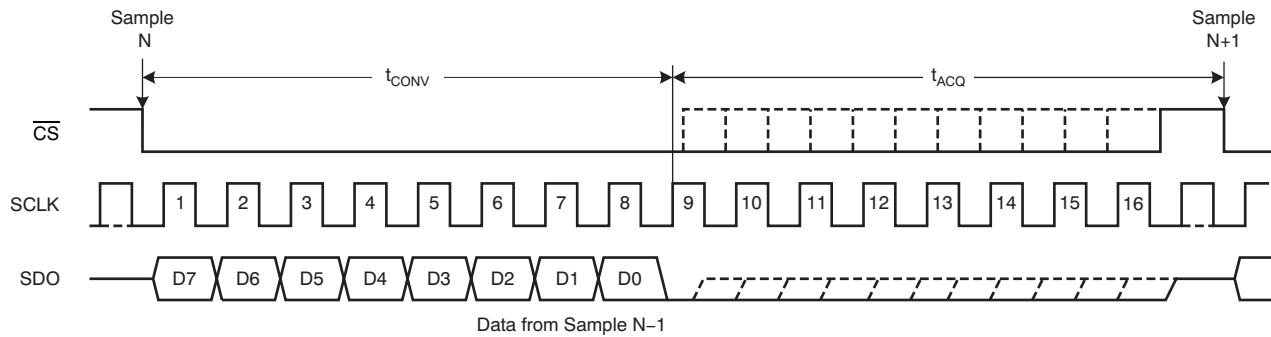 Sample
N
Sample
N+1
tCONV
tACQ
CS
SCLK
1 2 3 4 5 6 7 8 9 10 11 12 13 14 15 16
SDO
D7 D6 D5 D4 D3 D2 D1 D0
Data from Sample N−1